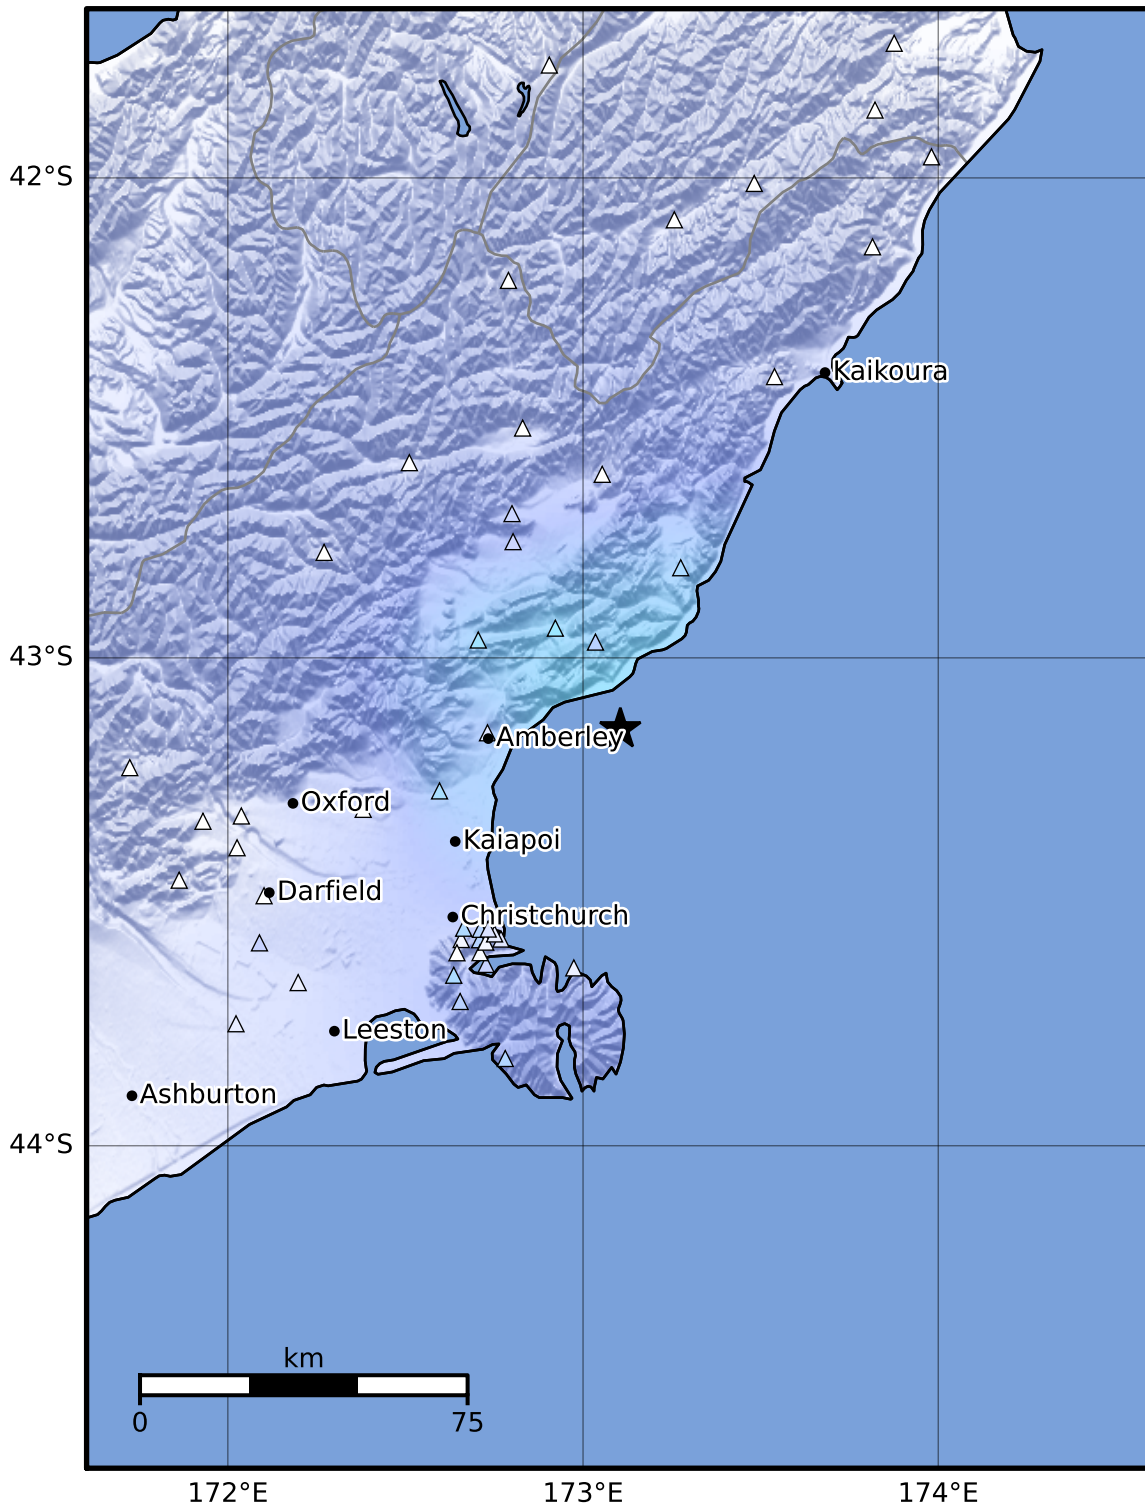 42°S
Kaikoura
43°S
Amberley
Oxford
Kaiapoi
Darfield
Christchurch
Leeston
Ashburton
44°S
km
0 75
172°E 173°E 174°E